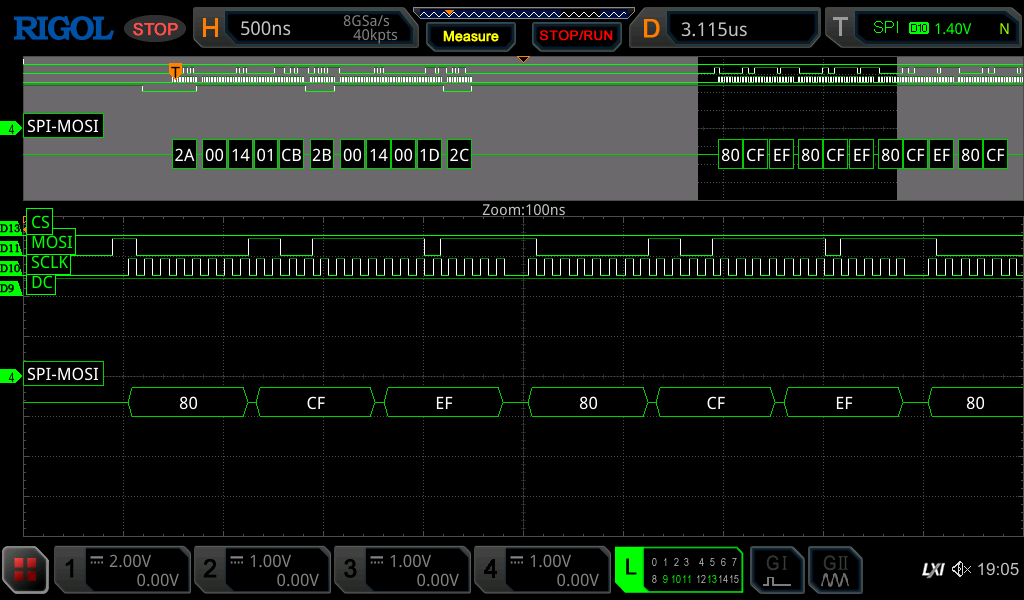 RIGOL STOP H 500ns 8GSa/s 40kpts Measure STOP/RUN D 3.115us T SPI D10 1.40V N
T
4 SPI-MOSI
2A 00 14 01 CB 2B 00 14 00 1D 2C 80 CF EF 80 CF EF 80 CF EF 80 CF
Zoom:100ns
D13 CS
D11 MOSI
D10 SCLK
D9 DC
4 SPI-MOSI
80 CF EF 80 CF EF 80
1 2.00V 0.00V 2 1.00V 0.00V 3 1.00V 0.00V 4 1.00V 0.00V L 0 1 2 3 4 5 6 7 GI GII
8 9 10 11 12 13 14 15
LXI 19:05